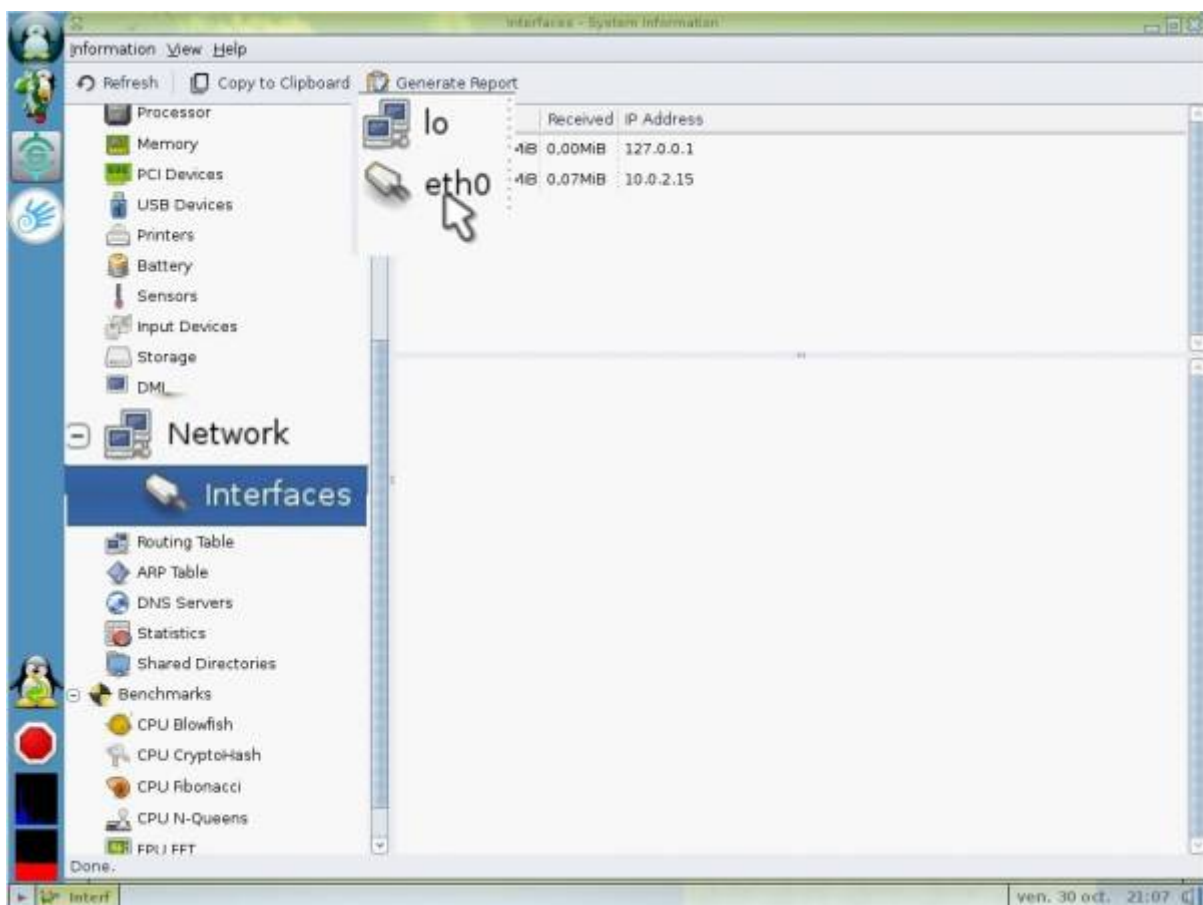 Interfaces - System Information
Information View Help
Refresh Copy to Clipboard Generate Report
Processor
Memory
PCI Devices
USB Devices
Printers
Battery
Sensors
Input Devices
Storage
DMI
Network
Interfaces
Routing Table
ARP Table
DNS Servers
Statistics
Shared Directories
Benchmarks
CPU Blowfish
CPU CryptoHash
CPU Fibonacci
CPU N-Queens
FPU FFT
Received IP Address
lo MiB 0,00MiB 127.0.0.1
eth0 MiB 0,07MiB 10.0.2.15
Done.
Interf
ven. 30 oct. 21:07